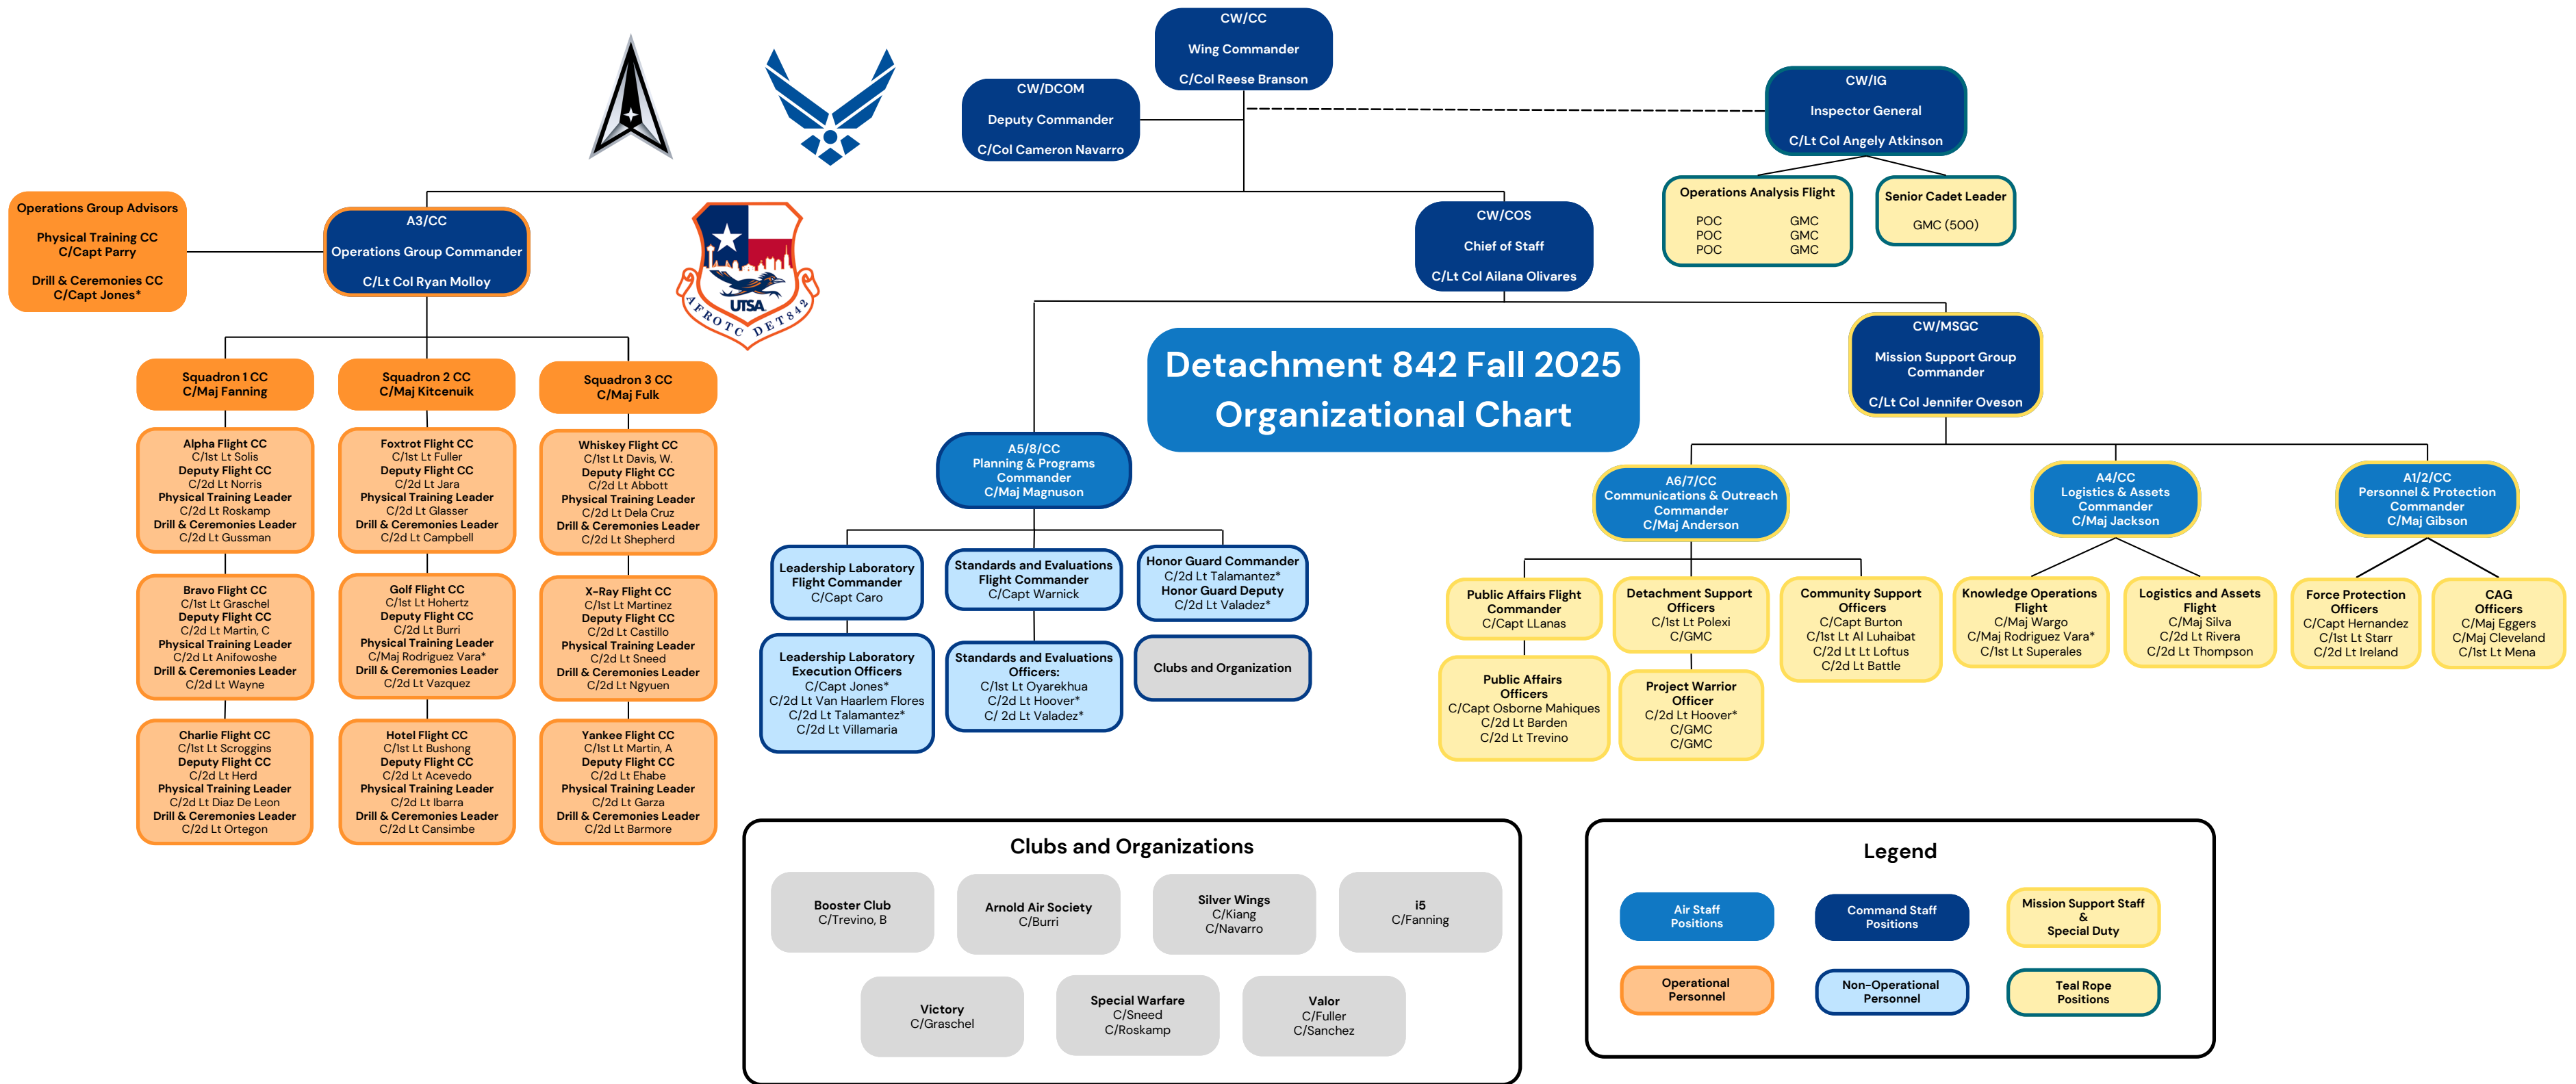 CW/CC
Wing Commander
C/Col Reese Branson
CW/DCOM
Deputy Commander
C/Col Cameron Navarro
CW/IG
Inspector General
C/Lt Col Angely Atkinson
Operations Analysis Flight
POC GMC
POC GMC
POC GMC
Senior Cadet Leader
GMC (500)
Operations Group Advisors
Physical Training CC
C/Capt Parry
Drill & Ceremonies CC
C/Capt Jones*
A3/CC
Operations Group Commander
C/Lt Col Ryan Molloy
UTSA
AFROTC DET842
CW/COS
Chief of Staff
C/Lt Col Ailana Olivares
Detachment 842 Fall 2025
Organizational Chart
CW/MSGC
Mission Support Group
Commander
C/Lt Col Jennifer Oveson
Squadron 1 CC
C/Maj Fanning
Alpha Flight CC
C/1st Lt Solis
Deputy Flight CC
C/2d Lt Norris
Physical Training Leader
C/2d Lt Roskamp
Drill & Ceremonies Leader
C/2d Lt Gussman
Bravo Flight CC
C/1st Lt Graschel
Deputy Flight CC
C/2d Lt Martin, C
Physical Training Leader
C/2d Lt Anifowoshe
Drill & Ceremonies Leader
C/2d Lt Wayne
Charlie Flight CC
C/1st Lt Scroggins
Deputy Flight CC
C/2d Lt Herd
Physical Training Leader
C/2d Lt Diaz De Leon
Drill & Ceremonies Leader
C/2d Lt Ortegon
Squadron 2 CC
C/Maj Kitcenuik
Foxtrot Flight CC
C/1st Lt Fuller
Deputy Flight CC
C/2d Lt Jara
Physical Training Leader
C/2d Lt Glasser
Drill & Ceremonies Leader
C/2d Lt Campbell
Golf Flight CC
C/1st Lt Hohertz
Deputy Flight CC
C/2d Lt Burri
Physical Training Leader
C/Maj Rodriguez Vara*
Drill & Ceremonies Leader
C/2d Lt Vazquez
Hotel Flight CC
C/1st Lt Bushong
Deputy Flight CC
C/2d Lt Acevedo
Physical Training Leader
C/2d Lt Ibarra
Drill & Ceremonies Leader
C/2d Lt Cansimbe
Squadron 3 CC
C/Maj Fulk
Whiskey Flight CC
C/1st Lt Davis, W.
Deputy Flight CC
C/2d Lt Abbott
Physical Training Leader
C/2d Lt Dela Cruz
Drill & Ceremonies Leader
C/2d Lt Shepherd
X-Ray Flight CC
C/1st Lt Martinez
Deputy Flight CC
C/2d Lt Castillo
Physical Training Leader
C/2d Lt Sneed
Drill & Ceremonies Leader
C/2d Lt Ngyuen
Yankee Flight CC
C/1st Lt Martin, A
Deputy Flight CC
C/2d Lt Ehabe
Physical Training Leader
C/2d Lt Garza
Drill & Ceremonies Leader
C/2d Lt Barmore
A5/8/CC
Planning & Programs
Commander
C/Maj Magnuson
Leadership Laboratory
Flight Commander
C/Capt Caro
Leadership Laboratory
Execution Officers
C/Capt Jones*
C/2d Lt Van Haarlem Flores
C/2d Lt Talamantez*
C/2d Lt Villamaria
Standards and Evaluations
Flight Commander
C/Capt Warnick
Standards and Evaluations
Officers:
C/1st Lt Oyarekhua
C/2d Lt Hoover*
C/ 2d Lt Valadez*
Honor Guard Commander
C/2d Lt Talamantez*
Honor Guard Deputy
C/2d Lt Valadez*
Clubs and Organization
A6/7/CC
Communications & Outreach
Commander
C/Maj Anderson
Public Affairs Flight
Commander
C/Capt LLanas
Public Affairs
Officers
C/Capt Osborne Mahiques
C/2d Lt Barden
C/2d Lt Trevino
Detachment Support
Officers
C/1st Lt Polexi
C/GMC
Project Warrior
Officer
C/2d Lt Hoover*
C/GMC
C/GMC
Community Support
Officers
C/Capt Burton
C/1st Lt Al Luhaibat
C/2d Lt Lt Loftus
C/2d Lt Battle
A4/CC
Logistics & Assets
Commander
C/Maj Jackson
Knowledge Operations
Flight
C/Maj Wargo
C/Maj Rodriguez Vara*
C/1st Lt Superales
Logistics and Assets
Flight
C/Maj Silva
C/2d Lt Rivera
C/2d Lt Thompson
A1/2/CC
Personnel & Protection
Commander
C/Maj Gibson
Force Protection
Officers
C/Capt Hernandez
C/1st Lt Starr
C/2d Lt Ireland
CAG
Officers
C/Maj Eggers
C/Maj Cleveland
C/1st Lt Mena
Clubs and Organizations
Booster Club
C/Trevino, B
Arnold Air Society
C/Burri
Silver Wings
C/Kiang
C/Navarro
i5
C/Fanning
Victory
C/Graschel
Special Warfare
C/Sneed
C/Roskamp
Valor
C/Fuller
C/Sanchez
Legend
Air Staff
Positions
Command Staff
Positions
Mission Support Staff
&
Special Duty
Operational
Personnel
Non-Operational
Personnel
Teal Rope
Positions